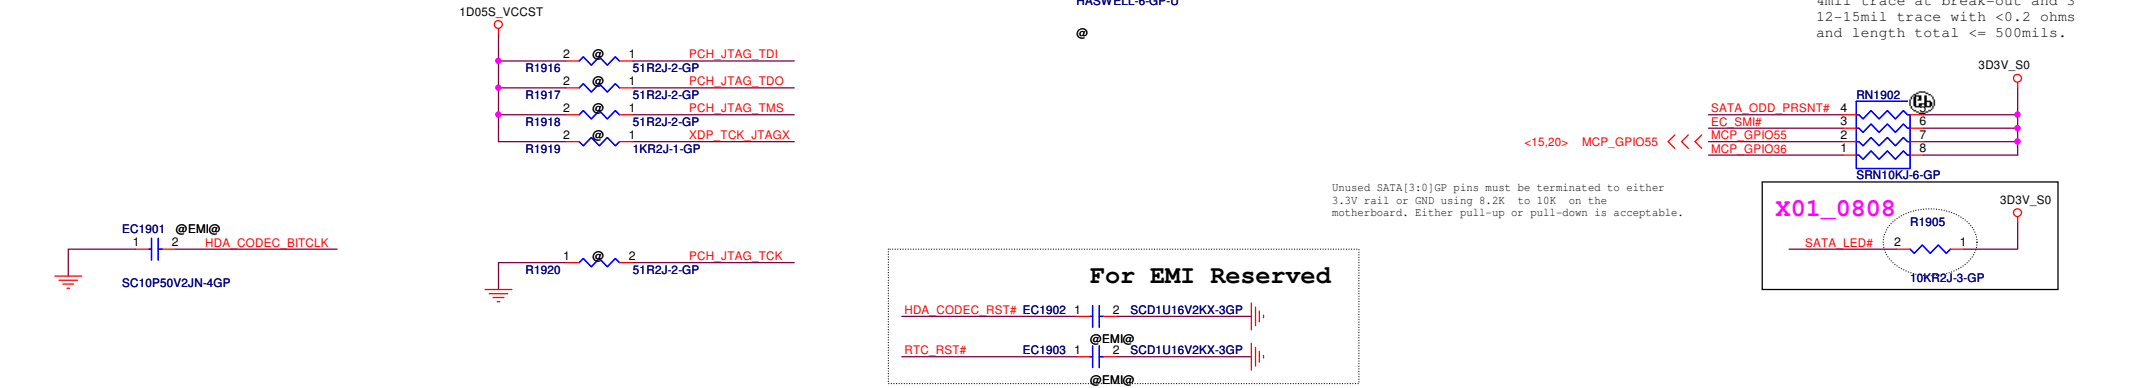 1D05S_VCCST
2 @ 1 PCH_JTAG_TDI
R1916 51R2J-2-GP
2 @ 1 PCH_JTAG_TDO
R1917 51R2J-2-GP
2 @ 1 PCH_JTAG_TMS
R1918 51R2J-2-GP
2 @ 1 XDP_TCK_JTAGX
R1919 1KR2J-1-GP
HASWELL-6-GP-U
@
4mil trace at break-out and 3
12-15mil trace with <0.2 ohms
and length total <= 500mils.
3D3V_S0
RN1902
SATA_ODD_PRSNT# 4 5
EC_SMI# 3 6
MCP_GPIO55 2 7
MCP_GPIO36 1 8
SRN10KJ-6-GP
<15,20> MCP_GPIO55
Unused SATA[3:0]GP pins must be terminated to either
3.3V rail or GND using 8.2K to 10K on the
motherboard. Either pull-up or pull-down is acceptable.
X01_0808
3D3V_S0
R1905
SATA_LED# 2 1
10KR2J-3-GP
EC1901 @EMI@
1 2 HDA_CODEC_BITCLK
SC10P50V2JN-4GP
1 @ 2 PCH_JTAG_TCK
R1920 51R2J-2-GP
For EMI Reserved
HDA_CODEC_RST# EC1902 1 2 SCD1U16V2KX-3GP
@EMI@
RTC_RST# EC1903 1 2 SCD1U16V2KX-3GP
@EMI@